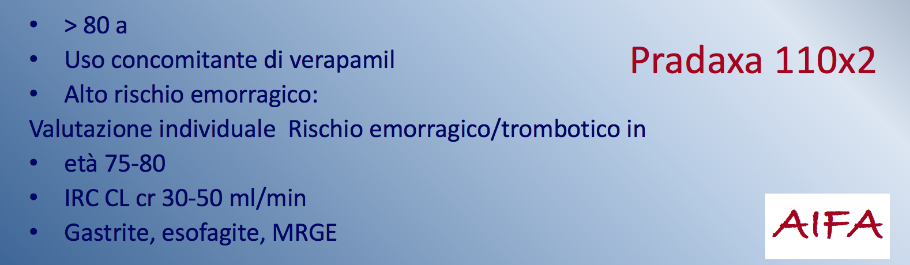 • > 80 a
• Uso concomitante di verapamil
Pradaxa 110x2
• Alto rischio emorragico:
Valutazione individuale Rischio emorragico/trombotico in
• età 75-80
• IRC CL cr 30-50 ml/min
• Gastrite, esofagite, MRGE
AIFA